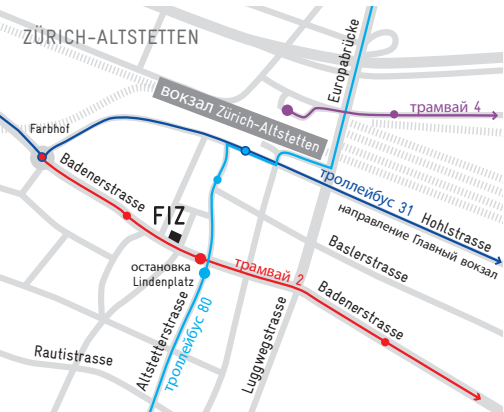 ZÜRICH-ALTSTETTEN
Europabrücke
трамвай 4
вокзал Zürich-Altstetten
Farbhof
Badenerstrasse
троллейбус 31
Hohlstrasse
направление Главный вокзал
FIZ
Baslerstrasse
остановка
Lindenplatz
трамвай 2
Badenerstrasse
Altstetterstrasse
троллейбус 80
Luggwegstrasse
Rautistrasse